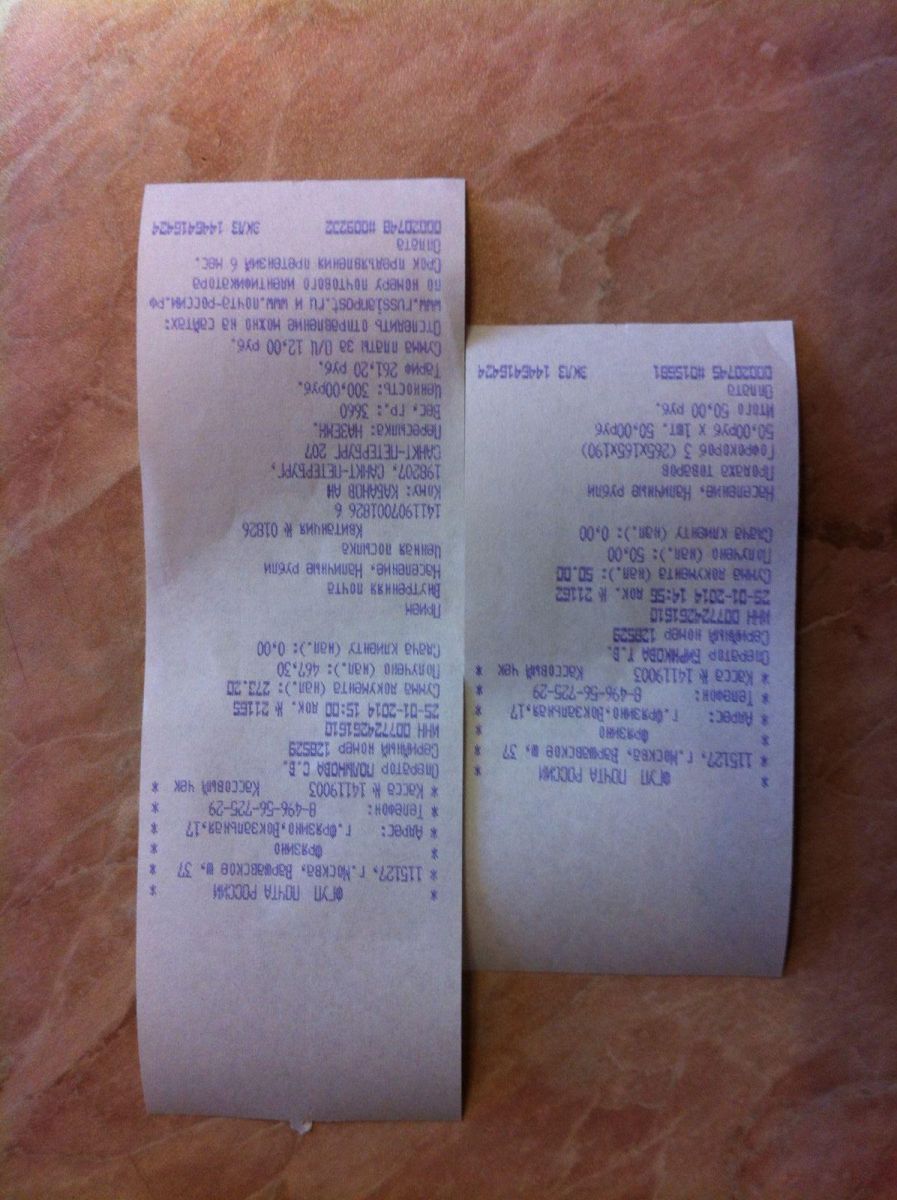 * ФГУП ПОЧТА РОССИИ *
* 115127, г.Москва, Варшавское ш, 37 *
* Фрязино *
* Адрес: г.Фрязино,Вокзальная,17 *
* Телефон: 8-496-56-725-29 *
* Касса № 14119003 Кассовый чек *
Оператор ПОЛЫНОВА С.В.
Серийный номер 128529
ИНН 007724261610
25-01-2014 15:00 док. № 21165
Сумма документа (нал.): 273.20
Получено (нал.): 467,30
Сдача клиенту (нал.): 0,00
Прием
Внутренняя почта
Население, Наличные рубли
Ценная посылка
Квитанция № 01826
1411907001826 6
Кому: КАБАНОВ АН
198207, САНКТ-ПЕТЕРБУРГ,
САНКТ-ПЕТЕРБУРГ 207
Пересылка: НАЗЕМН.
Вес, гр.: 3660
Ценность: 300,00руб.
Тариф 261,20 руб.
Сумма платы за О/Ц 12,00 руб.
Отследить отправление можно на сайтах:
www.russianpost.ru и www.почта-россии.рф
по номеру почтового идентификатора
Срок предъявления претензий 6 мес.
Оплата
00020748 #009232 ЭКЛЗ 1446416424
* ФГУП ПОЧТА РОССИИ *
* 115127, г.Москва, Варшавское ш, 37 *
* Фрязино *
* Адрес: г.Фрязино,Вокзальная,17 *
* Телефон: 8-496-56-725-29 *
* Касса № 14119003 Кассовый чек *
Оператор БИРЮКОВА Г.В.
Серийный номер 128529
ИНН 007724261610
25-01-2014 14:56 док. № 21162
Сумма документа (нал.): 50.00
Получено (нал.): 50,00
Сдача клиенту (нал.): 0,00
Население, Наличные рубли
Продажа товаров
Гофрокороб 3 (265х165х190)
50,00руб х 1шт. 50,00руб
Итого 50,00 руб.
Оплата
00020745 #015581 ЭКЛЗ 1446416424